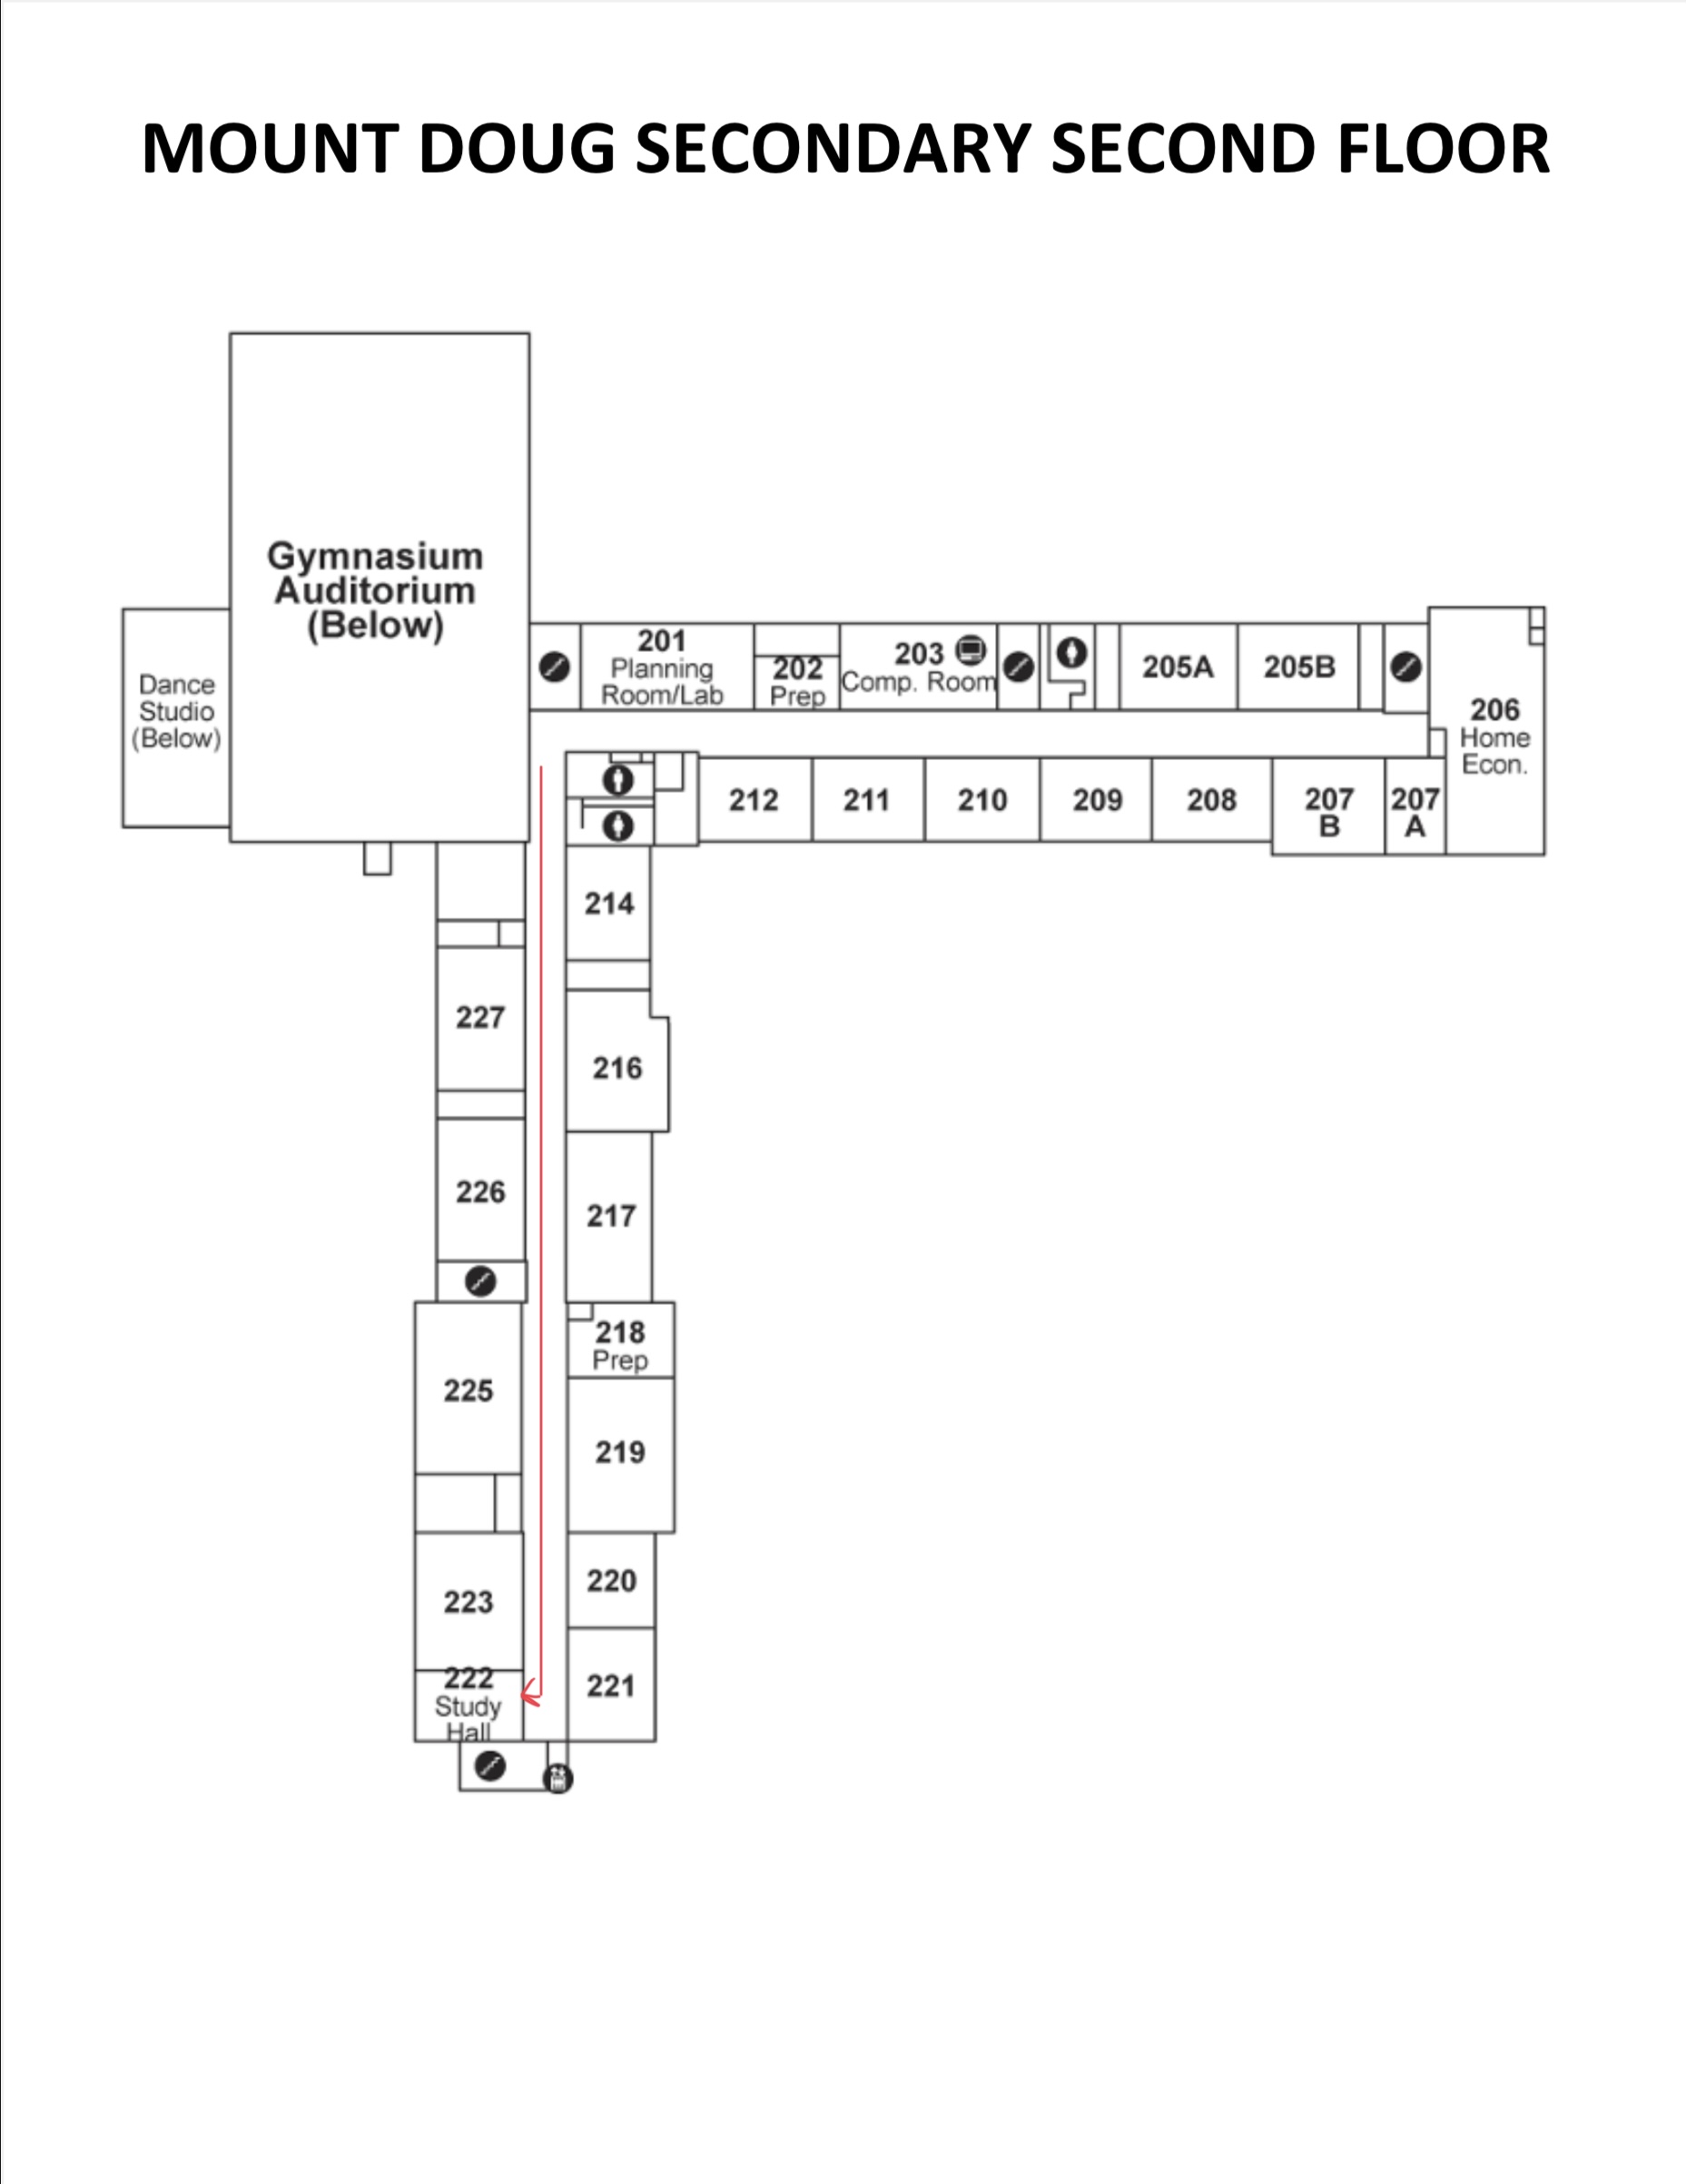 MOUNT DOUG SECONDARY SECOND FLOOR
Gymnasium
Auditorium
(Below)
Dance
Studio
(Below)
201
Planning
Room/Lab
202
Prep
203
Comp. Room
205A
205B
206
Home
Econ.
212
211
210
209
208
207
B
207
A
214
227
216
226
217
218
Prep
225
219
220
223
222
Study
Hall
221